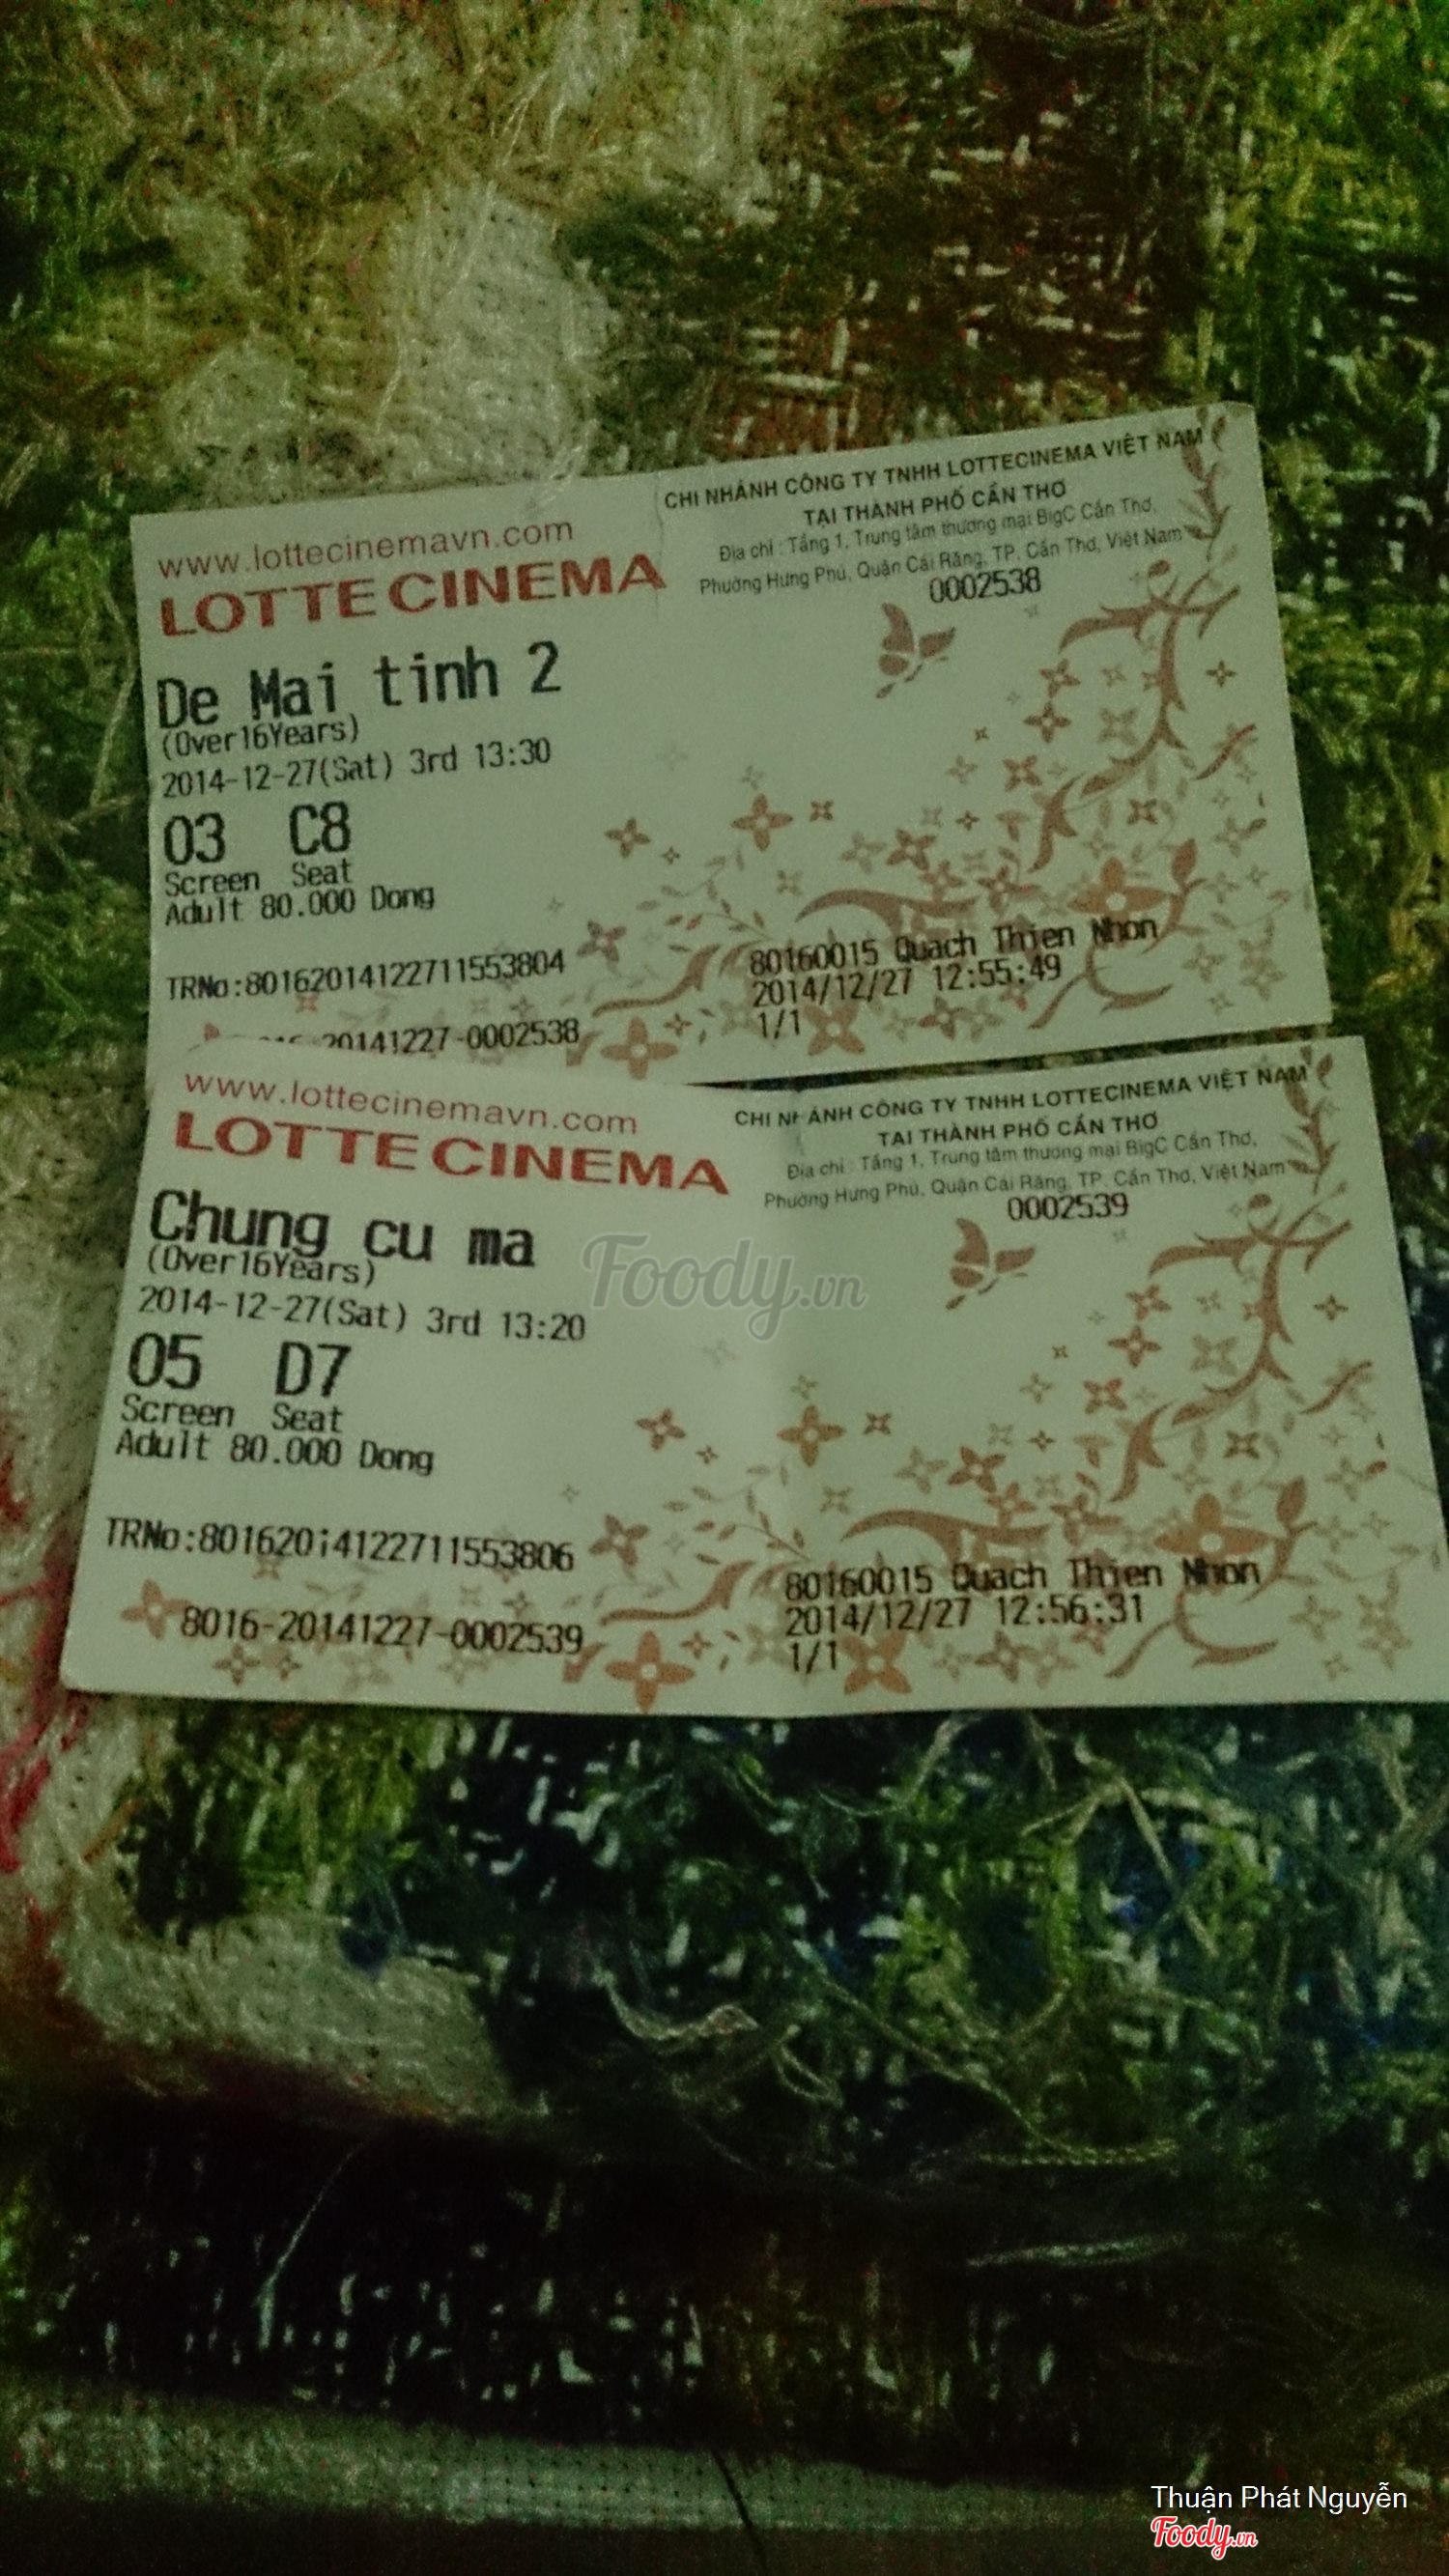 www.lottecinemavn.com
LOTTE CINEMA
CHI NHÁNH CÔNG TY TNHH LOTTECINEMA VIỆT NAM
TẠI THÀNH PHỐ CẦN THƠ
Địa chỉ : Tầng 1, Trung tâm thương mại BigC Cần Thơ,
Phường Hưng Phú, Quận Cái Răng, TP. Cần Thơ, Việt Nam
0002538
De Mai tinh 2
(Over16Years)
2014-12-27(Sat) 3rd 13:30
03 C8
Screen Seat
Adult 80.000 Dong
TRNo:80162014122711553804
80160015 Quach Thien Nhon
2014/12/27 12:55:49
1/1
20141227-0002538
www.lottecinemavn.com
LOTTE CINEMA
CHI NHÁNH CÔNG TY TNHH LOTTECINEMA VIỆT NAM
TẠI THÀNH PHỐ CẦN THƠ
Địa chỉ : Tầng 1, Trung tâm thương mại BigC Cần Thơ,
Phường Hưng Phú, Quận Cái Răng, TP. Cần Thơ, Việt Nam
0002539
Chung cu ma
(Over16Years)
2014-12-27(Sat) 3rd 13:20
05 D7
Screen Seat
Adult 80.000 Dong
TRNo:80162014122711553806
80160015 Quach Thien Nhon
2014/12/27 12:56:31
1/1
8016-20141227-0002539
Foody.vn
Thuận Phát Nguyễn
Foody.vn